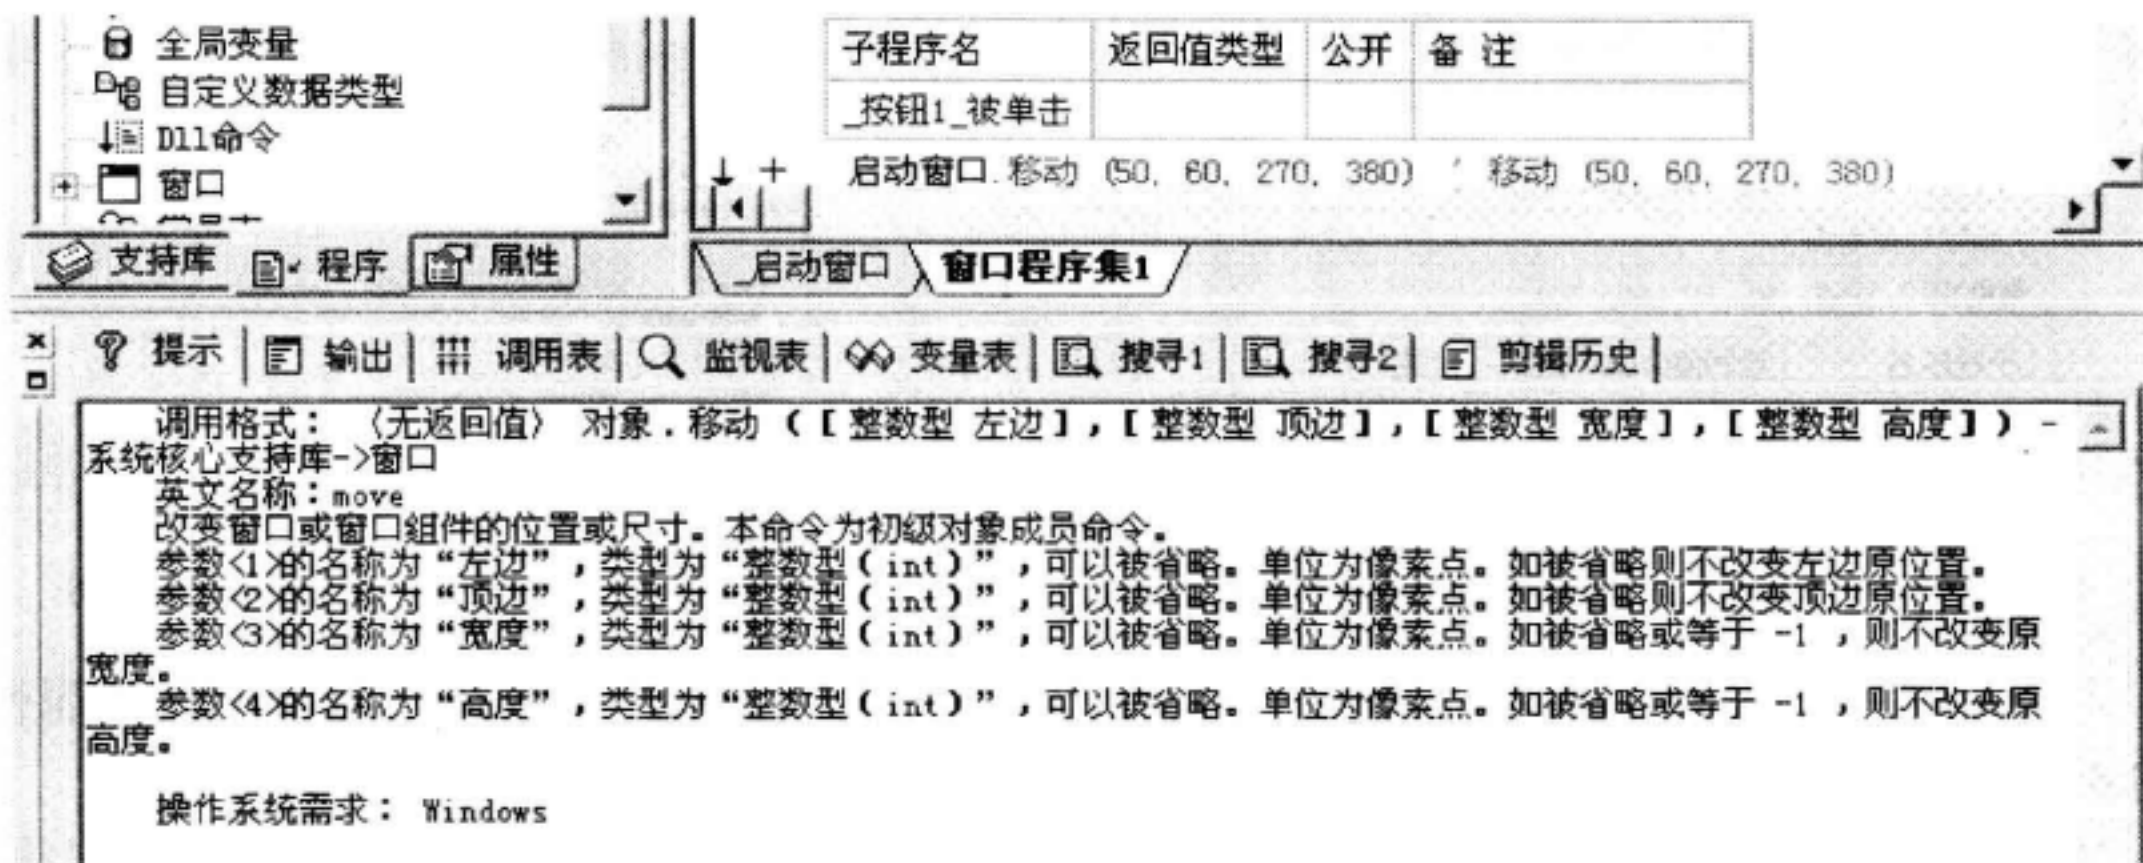 全局变量
自定义数据类型
Dll命令
窗口
支持库 程序 属性
子程序名 返回值类型 公开 备 注
_按钮1_被单击
启动窗口.移动 (50, 60, 270, 380) ' 移动 (50, 60, 270, 380)
_启动窗口 窗口程序集1
提示 输出 调用表 监视表 变量表 搜寻1 搜寻2 剪辑历史
调用格式： 〈无返回值〉 对象.移动 ([整数型 左边],[整数型 顶边],[整数型 宽度],[整数型 高度]) -
系统核心支持库->窗口
英文名称：move
改变窗口或窗口组件的位置或尺寸。本命令为初级对象成员命令。
参数<1>的名称为“左边”，类型为“整数型(int)”，可以被省略。单位为像素点。如被省略则不改变左边原位置。
参数<2>的名称为“顶边”，类型为“整数型(int)”，可以被省略。单位为像素点。如被省略则不改变顶边原位置。
参数<3>的名称为“宽度”，类型为“整数型(int)”，可以被省略。单位为像素点。如被省略或等于 -1 ，则不改变原
宽度。
参数<4>的名称为“高度”，类型为“整数型(int)”，可以被省略。单位为像素点。如被省略或等于 -1 ，则不改变原
高度。
操作系统需求： Windows